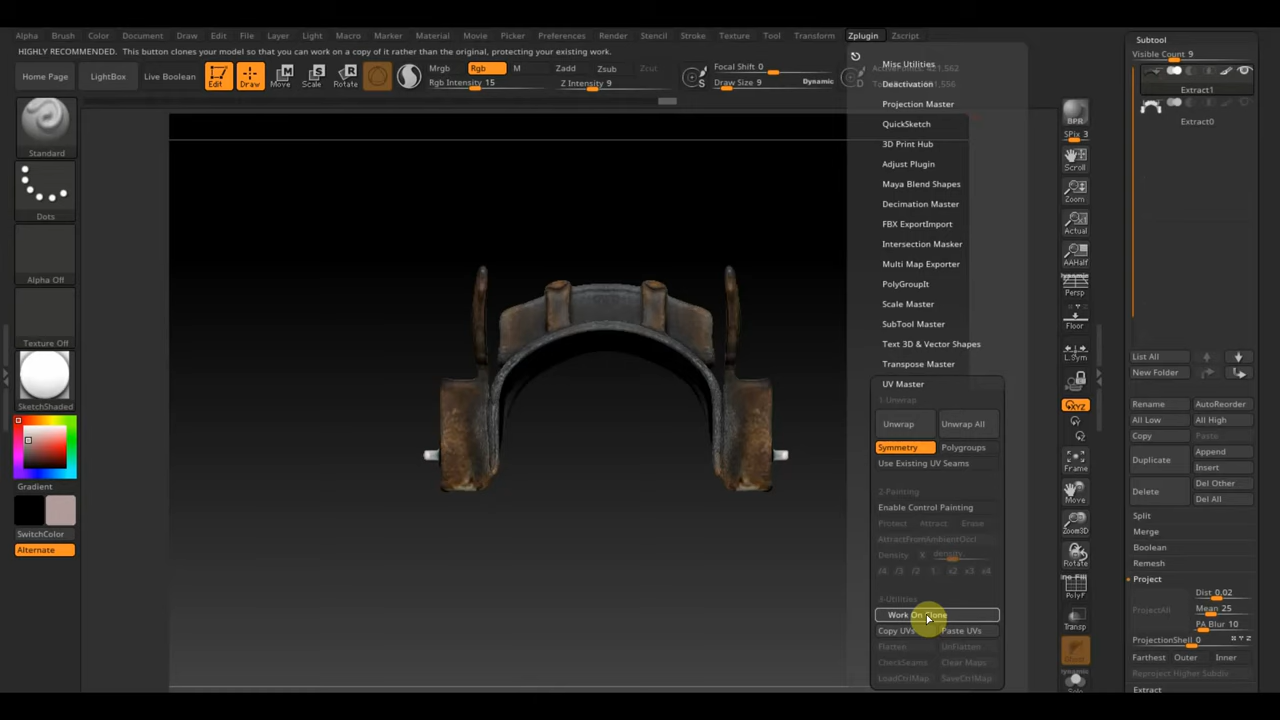 Alpha Brush Color Document Draw Edit File Layer Light Macro Marker Material Movie Picker Preferences Render Stencil Stroke Texture Tool Transform Zplugin Zscript
HIGHLY RECOMMENDED. This button clones your model so that you can work on a copy of it rather than the original, protecting your existing work.
Home Page LightBox Live Boolean Edit Draw Move Scale Rotate
Mrgb Rgb M Zadd Zsub Zcut
Rgb Intensity 15 Z Intensity 9
Focal Shift 0
Draw Size 9 Dynamic
Standard
Dots
Alpha Off
Texture Off
SketchShaded
Gradient
SwitchColor
Alternate
Misc Utilities
Deactivation
Projection Master
QuickSketch
3D Print Hub
Adjust Plugin
Maya Blend Shapes
Decimation Master
FBX ExportImport
Intersection Masker
Multi Map Exporter
PolyGroupIt
Scale Master
SubTool Master
Text 3D & Vector Shapes
Transpose Master
UV Master
1-Unwrap
Unwrap Unwrap All
Symmetry Polygroups
Use Existing UV Seams
2-Painting
Enable Control Painting
Protect Attract Erase
AttractFromAmbientOccl
Density X density
/4 /3 /2 1 x2 x3 x4
3-Utilities
Work On Clone
Copy UVs Paste UVs
Flatten UnFlatten
CheckSeams Clear Maps
LoadCtrlMap SaveCtrlMap
BPR
SPix 3
Scroll
Zoom
Actual
AAHalf
Dynamic
Persp
Floor
L.Sym
XYZ
Frame
Move
Zoom3D
Rotate
PolyF
Transp
Ghost
Solo
Subtool
Visible Count 9
Extract1
Extract0
List All
New Folder
Rename AutoReorder
All Low All High
Copy Paste
Duplicate Append
Insert
Delete Del Other
Del All
Split
Merge
Boolean
Remesh
Project
ProjectAll Dist 0.02
Mean 25
PA Blur 10
ProjectionShell 0
Farthest Outer Inner
Reproject Higher Subdiv
Extract